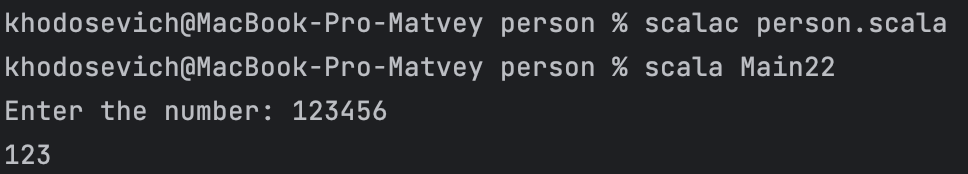 khodosevich@MacBook-Pro-Matvey person % scalac person.scala
khodosevich@MacBook-Pro-Matvey person % scala Main22
Enter the number: 123456
123